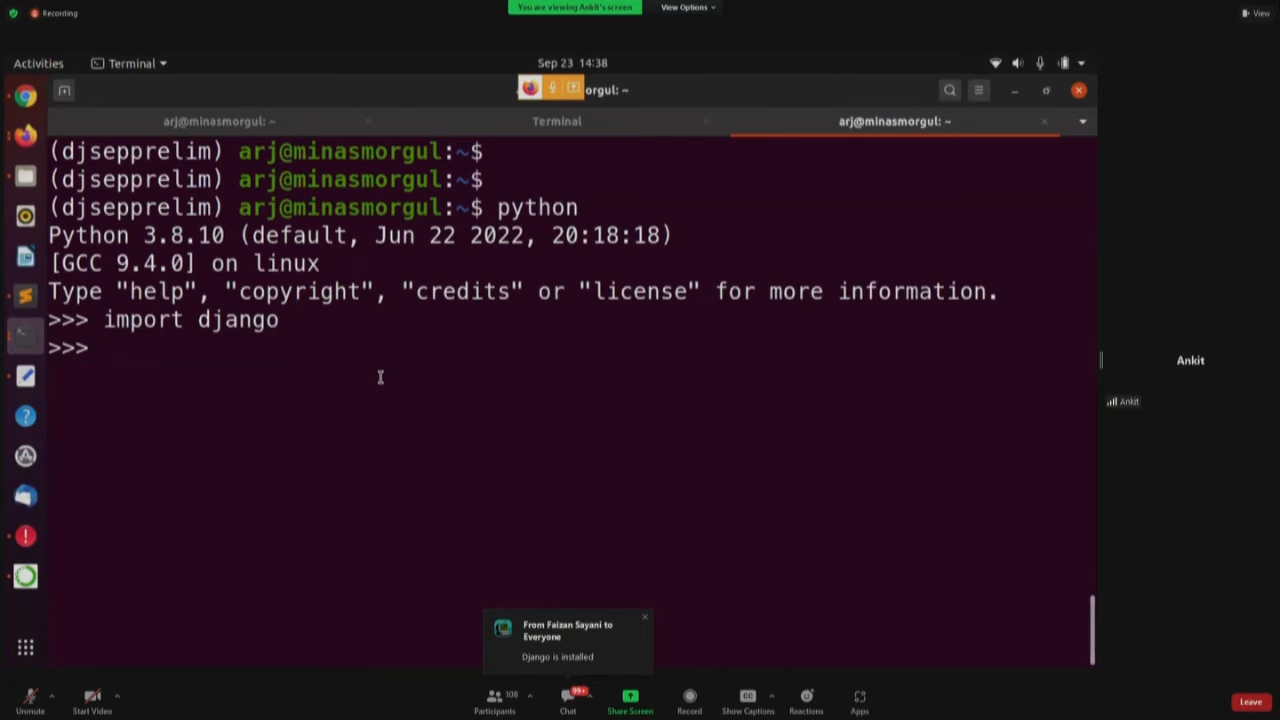 Recording
You are viewing Ankit's screen
View Options
View
Activities
Terminal
Sep 23 14:38
orgul: ~
arj@minasmorgul: ~
Terminal
arj@minasmorgul: ~
(djsepprelim) arj@minasmorgul:~$
(djsepprelim) arj@minasmorgul:~$
(djsepprelim) arj@minasmorgul:~$ python
Python 3.8.10 (default, Jun 22 2022, 20:18:18)
[GCC 9.4.0] on linux
Type "help", "copyright", "credits" or "license" for more information.
>>> import django
>>>
Ankit
Ankit
From Faizan Sayani to
Everyone
Django is installed
Unmute
Start Video
108
Participants
99+
Chat
Share Screen
Record
CC
Show Captions
Reactions
Apps
Leave